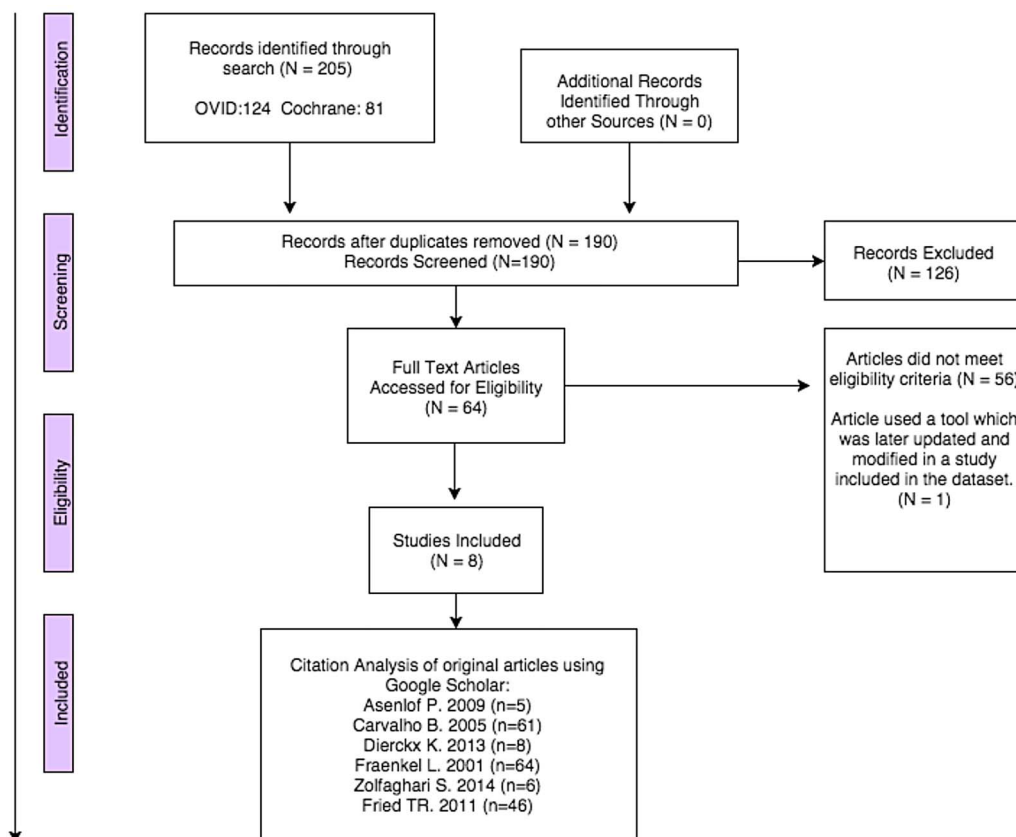 Identification
Records identified through
search (N = 205)
OVID:124 Cochrane: 81
Additional Records
Identified Through
other Sources (N = 0)
Screening
Records after duplicates removed (N = 190)
Records Screened (N=190)
Records Excluded
(N = 126)
Full Text Articles
Accessed for Eligibility
(N = 64)
Articles did not meet
eligibility criteria (N = 56)
Article used a tool which
was later updated and
modified in a study
included in the dataset.
(N = 1)
Eligibility
Studies Included
(N = 8)
Included
Citation Analysis of original articles using
Google Scholar:
Asenlof P. 2009 (n=5)
Carvalho B. 2005 (n=61)
Dierckx K. 2013 (n=8)
Fraenkel L. 2001 (n=64)
Zolfaghari S. 2014 (n=6)
Fried TR. 2011 (n=46)